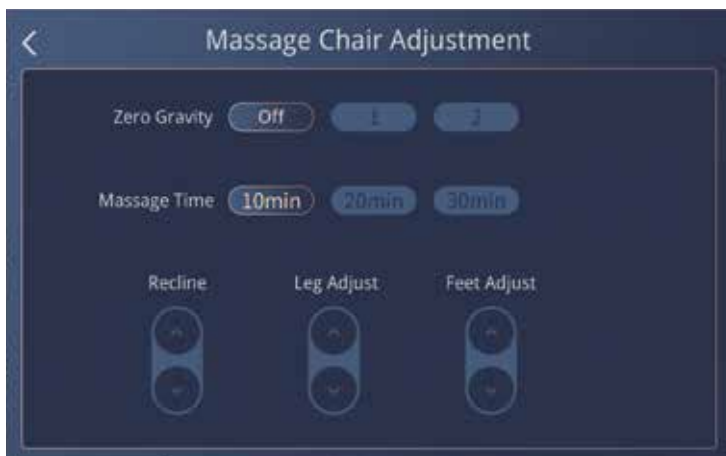 Massage Chair Adjustment
Zero Gravity Off 1 2
Massage Time 10min 20min 30min
Recline Leg Adjust Feet Adjust